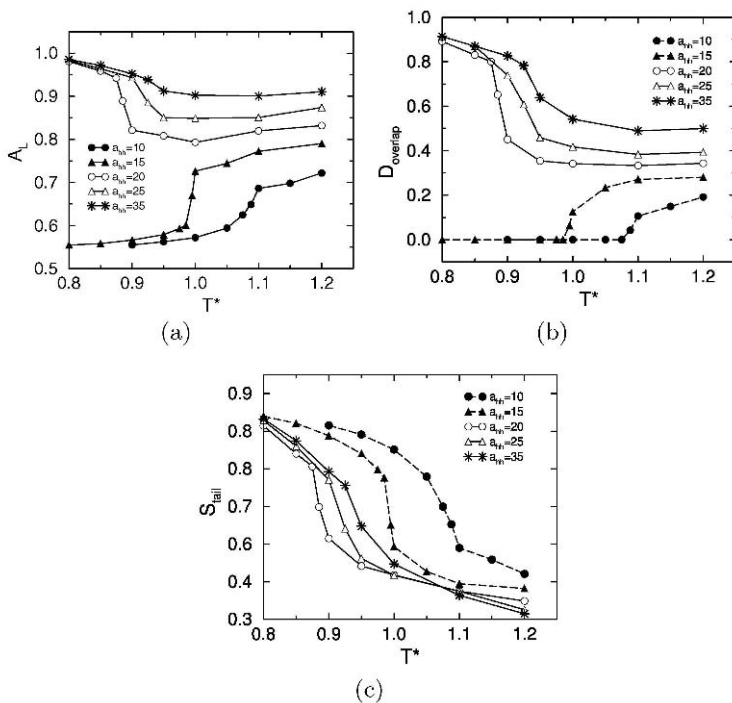 1.0
0.9
0.8
0.7
0.6
0.5
A_L
a_hh=10
a_hh=15
a_hh=20
a_hh=25
a_hh=35
0.8 0.9 1.0 1.1 1.2
T*
(a)
1.0
0.8
0.6
0.4
0.2
0.0
D_overlap
a_hh=10
a_hh=15
a_hh=20
a_hh=25
a_hh=35
0.8 0.9 1.0 1.1 1.2
T*
(b)
0.9
0.8
0.8
0.7
0.6
0.4
0.3
S_tail
a_hh=10
a_hh=15
a_hh=20
a_hh=25
a_hh=35
0.8 0.9 1.0 1.1 1.2
T*
(c)